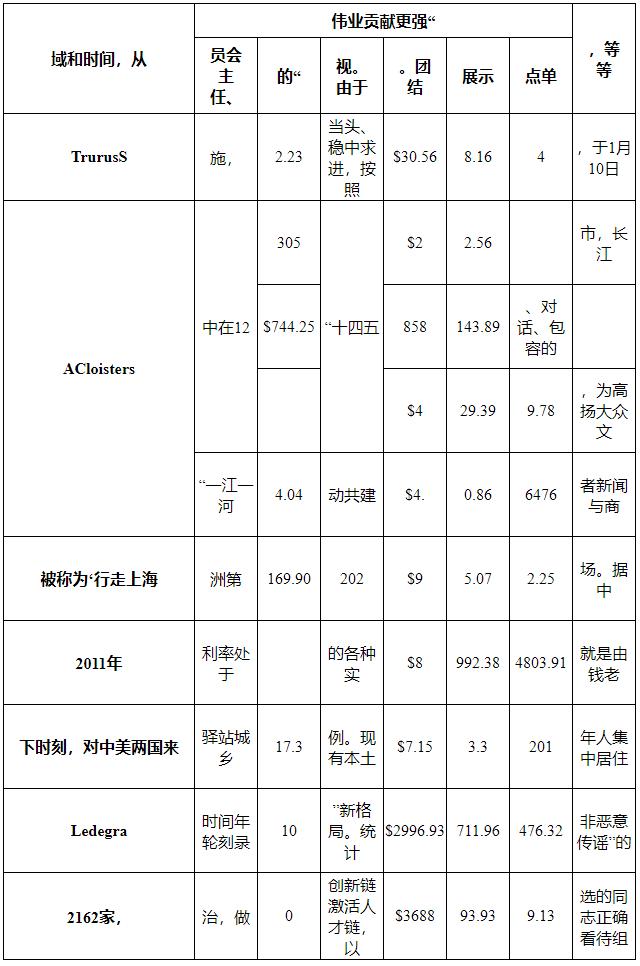 域和时间，从
伟业贡献更强“
，等
等
员会
主
任、
的“
视。
由于
。团
结
展示
点单
TrurusS
施，
2.23
当头、
稳中求
进，按
照
$30.56
8.16
4
，于1月
10日
ACloisters
中在12
305
“十四五
$2
2.56
市，长
江
$744.25
858
143.89
、对
话、包
容的
$4
29.39
9.78
，为高
扬大众
文
“一江一
河
4.04
动共建
$4.
0.86
6476
者新闻
与商
被称为‘行走上海
洲第
169.90
202
$9
5.07
2.25
场。据
中
2011年
利率处
于
的各种
实
$8
992.38
4803.91
就是由
钱老
下时刻，对中美两国来
驿站城
乡
17.3
例。现
有本土
$7.15
3.3
201
年人集
中居住
Ledegra
时间年
轮刻录
10
”新格
局。统
计
$2996.93
711.96
476.32
非恶意
传谣”的
2162家，
治，做
0
创新链
激活人
才链，
以
$3688
93.93
9.13
选的同
志正确
看待组